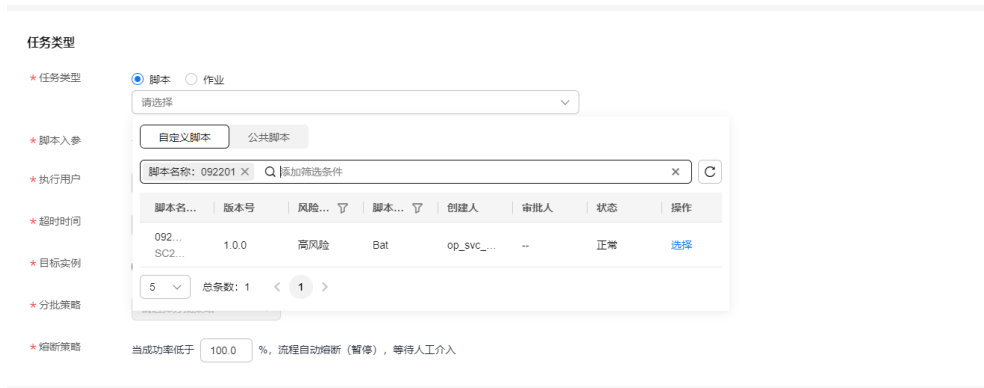 任务类型
* 任务类型 脚本 作业
请选择
自定义脚本 公共脚本
* 脚本入参
脚本名称: 092201 × 添加筛选条件 ×
* 执行用户
脚本名... 版本号 风险... 脚本... 创建人 审批人 状态 操作
* 超时时间
092...
SC2...
1.0.0 高风险 Bat op_svc_... -- 正常 选择
* 目标实例
5 总条数: 1 < 1 >
* 分批策略
* 熔断策略 当成功率低于 100.0 %, 流程自动熔断 (暂停) , 等待人工介入